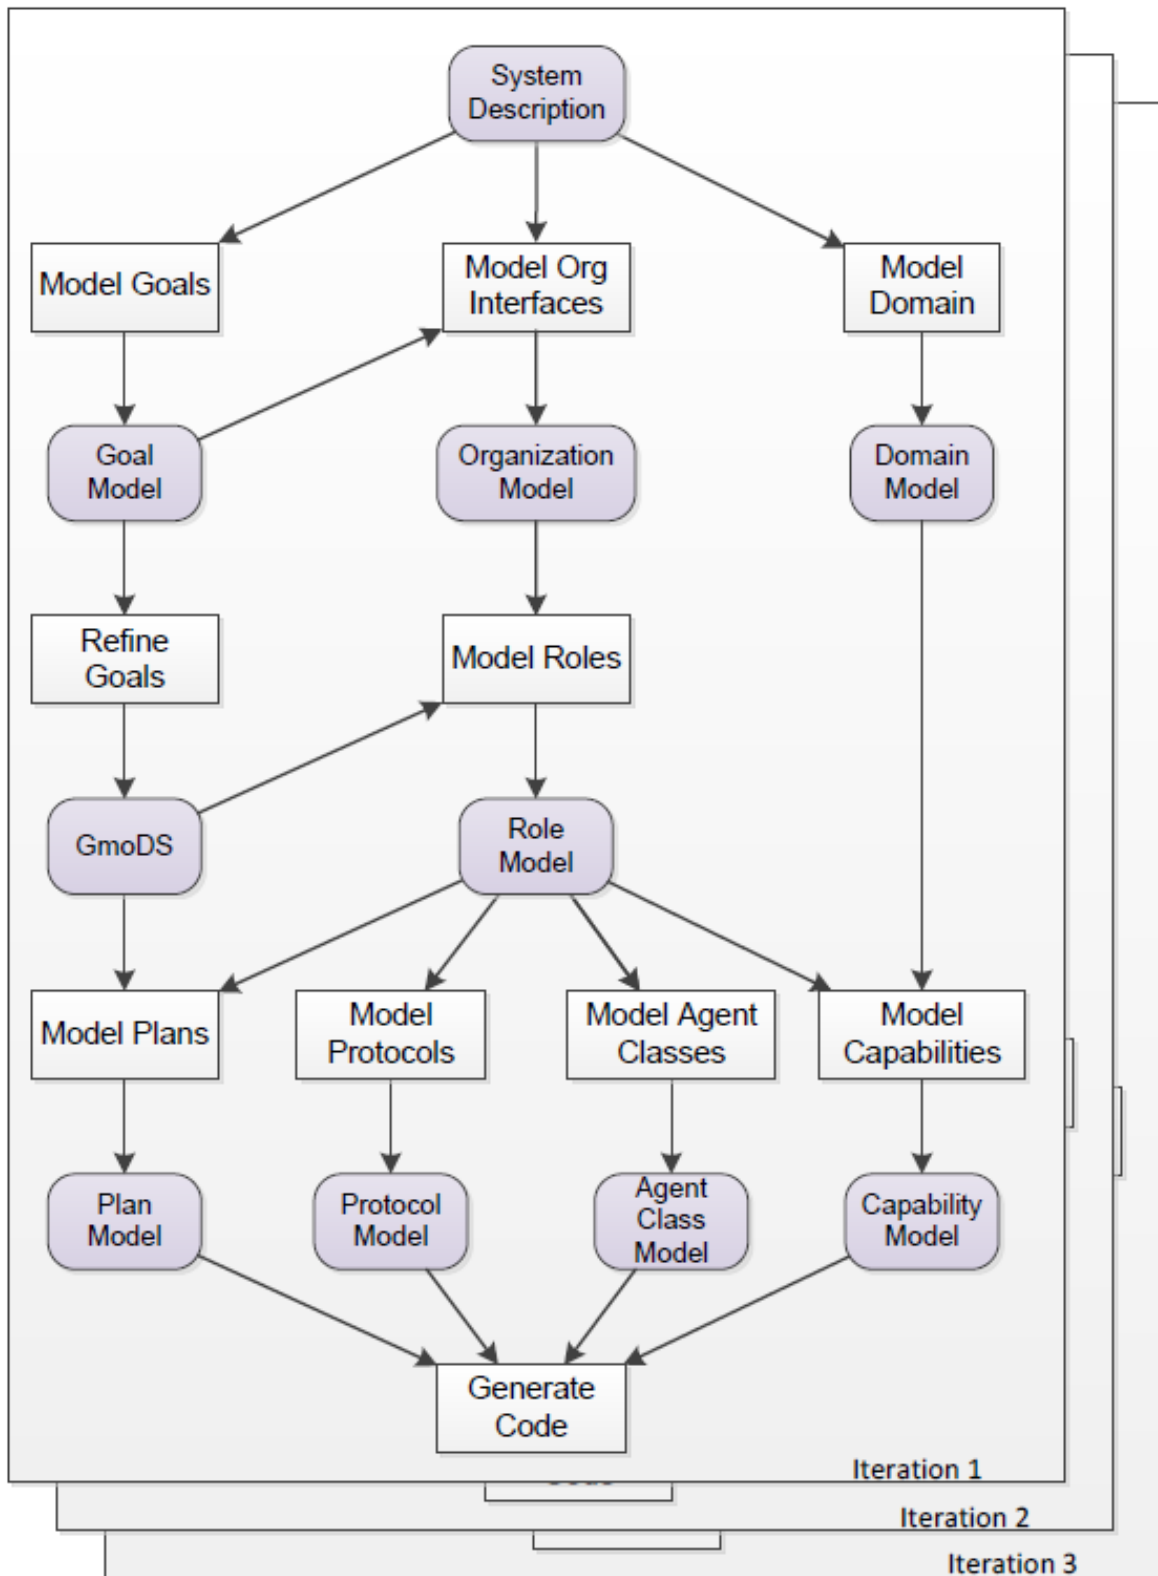 System
Description
Model Goals
Model Org
Interfaces
Model
Domain
Goal
Model
Organization
Model
Domain
Model
Refine
Goals
Model Roles
GmoDS
Role
Model
Model Plans
Model
Protocols
Model Agent
Classes
Model
Capabilities
Plan
Model
Protocol
Model
Agent
Class
Model
Capability
Model
Generate
Code
Iteration 1
Iteration 2
Iteration 3